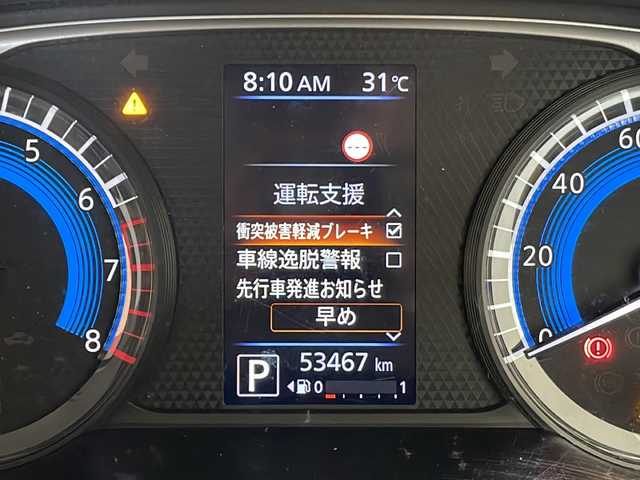 8:10 AM 31℃
運転支援
衝突被害軽減ブレーキ
車線逸脱警報
先行車発進お知らせ
早め
P 53467 km
0 1
5
6
7
8
60
40
20
0